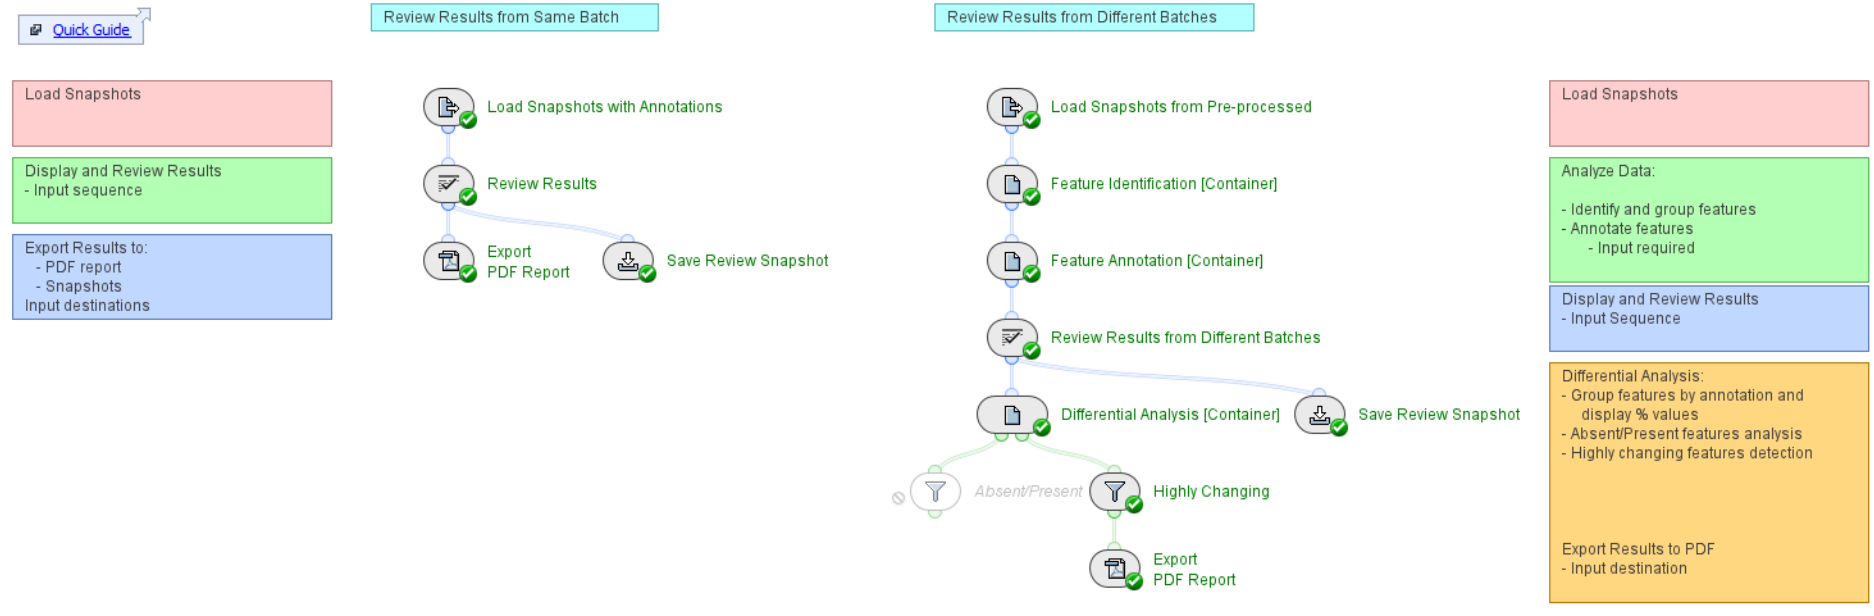 Quick Guide
Review Results from Same Batch
Review Results from Different Batches
Load Snapshots
Display and Review Results
- Input sequence
Export Results to:
- PDF report
- Snapshots
Input destinations
Load Snapshots with Annotations
Review Results
Export
PDF Report
Save Review Snapshot
Load Snapshots from Pre-processed
Feature Identification [Container]
Feature Annotation [Container]
Review Results from Different Batches
Differential Analysis [Container]
Save Review Snapshot
Absent/Present
Highly Changing
Export
PDF Report
Load Snapshots
Analyze Data:
- Identify and group features
- Annotate features
- Input required
Display and Review Results
- Input Sequence
Differential Analysis:
- Group features by annotation and
display % values
- Absent/Present features analysis
- Highly changing features detection
Export Results to PDF
- Input destination